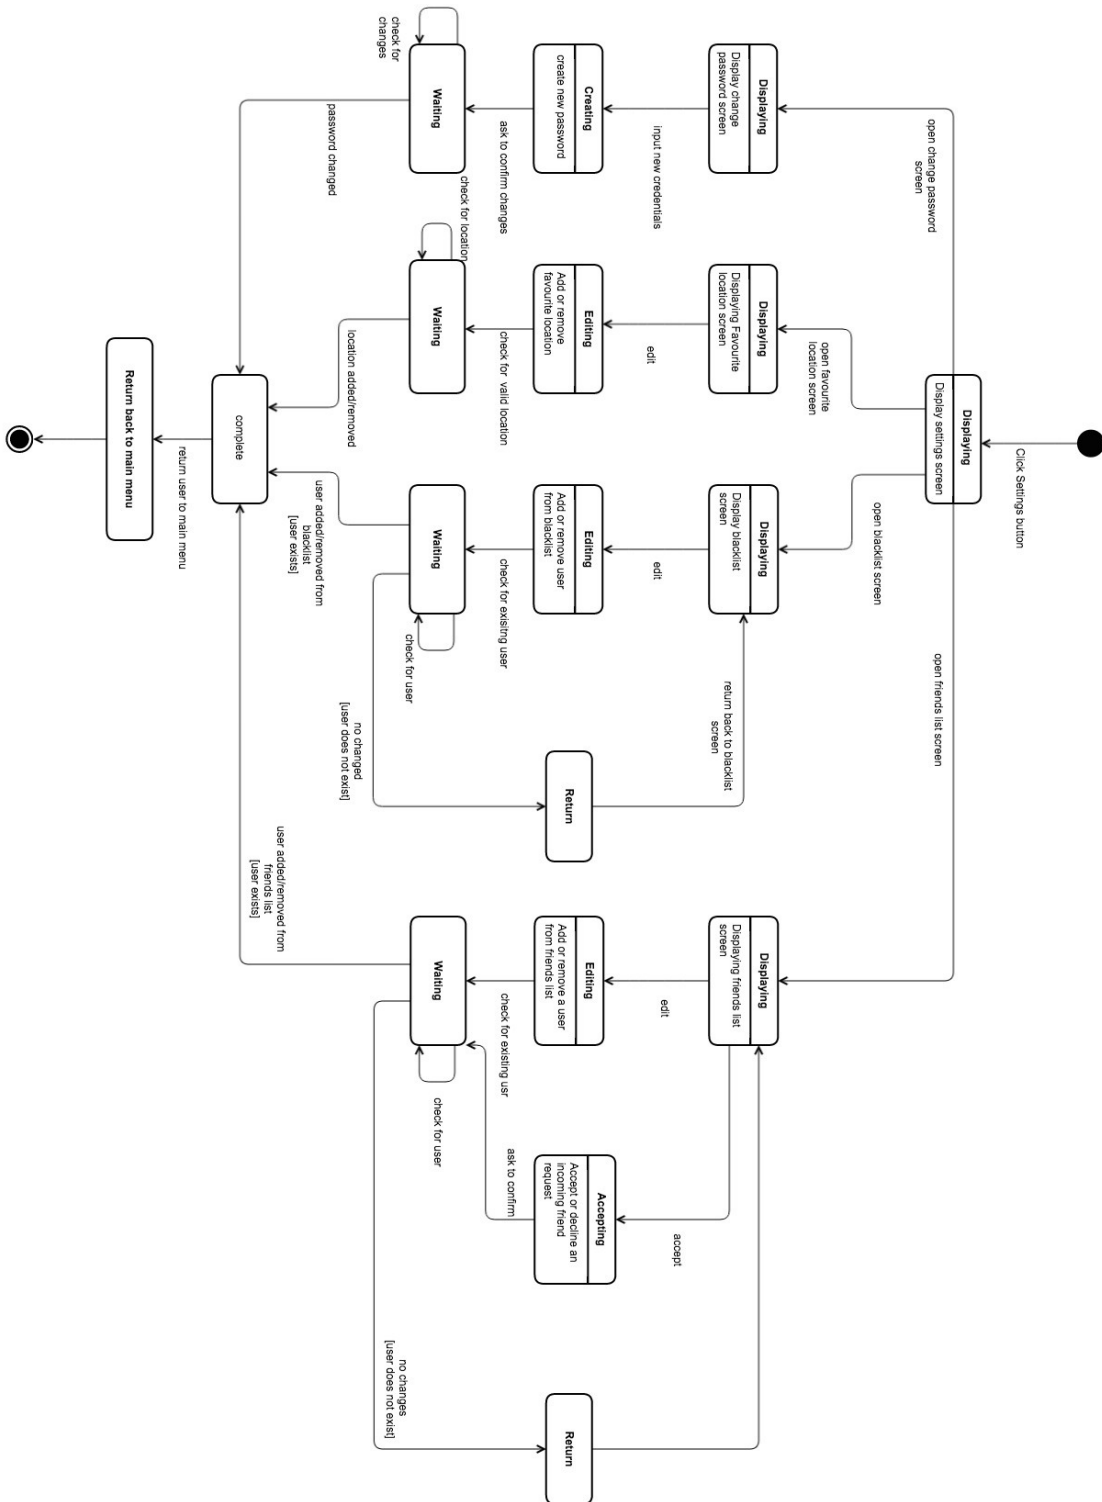 Click Settings button
Displaying
Display settings screen
open change password
screen
open favourite
location screen
open blacklist screen
open friends list screen
Displaying
Display change
password screen
Displaying
Displaying Favourite
location screen
Displaying
Display blacklist
screen
Displaying
Displaying friends list
screen
input new credentials
edit
edit
return back to blacklist
screen
edit
accept
Creating
create new password
Editing
Add or remove
favourite location
Editing
Add or remove user
from blacklist
Return
Editing
Add or remove a user
from friends list
Accepting
Accept or decline an
incoming friend
request
Return
ask to confirm changes
check for  valid location
check for exisitng user
check for existing usr
ask to confirm
check for
changes
Waiting
check for location
Waiting
Waiting
check for user
Waiting
check for user
password changed
location added/removed
user added/removed from
blacklist
[user exists]
no changed
[user does not exist]
user added/removed from
friends list
[user exists]
no changes
[user does not exist]
complete
return user to main menu
Return back to main menu